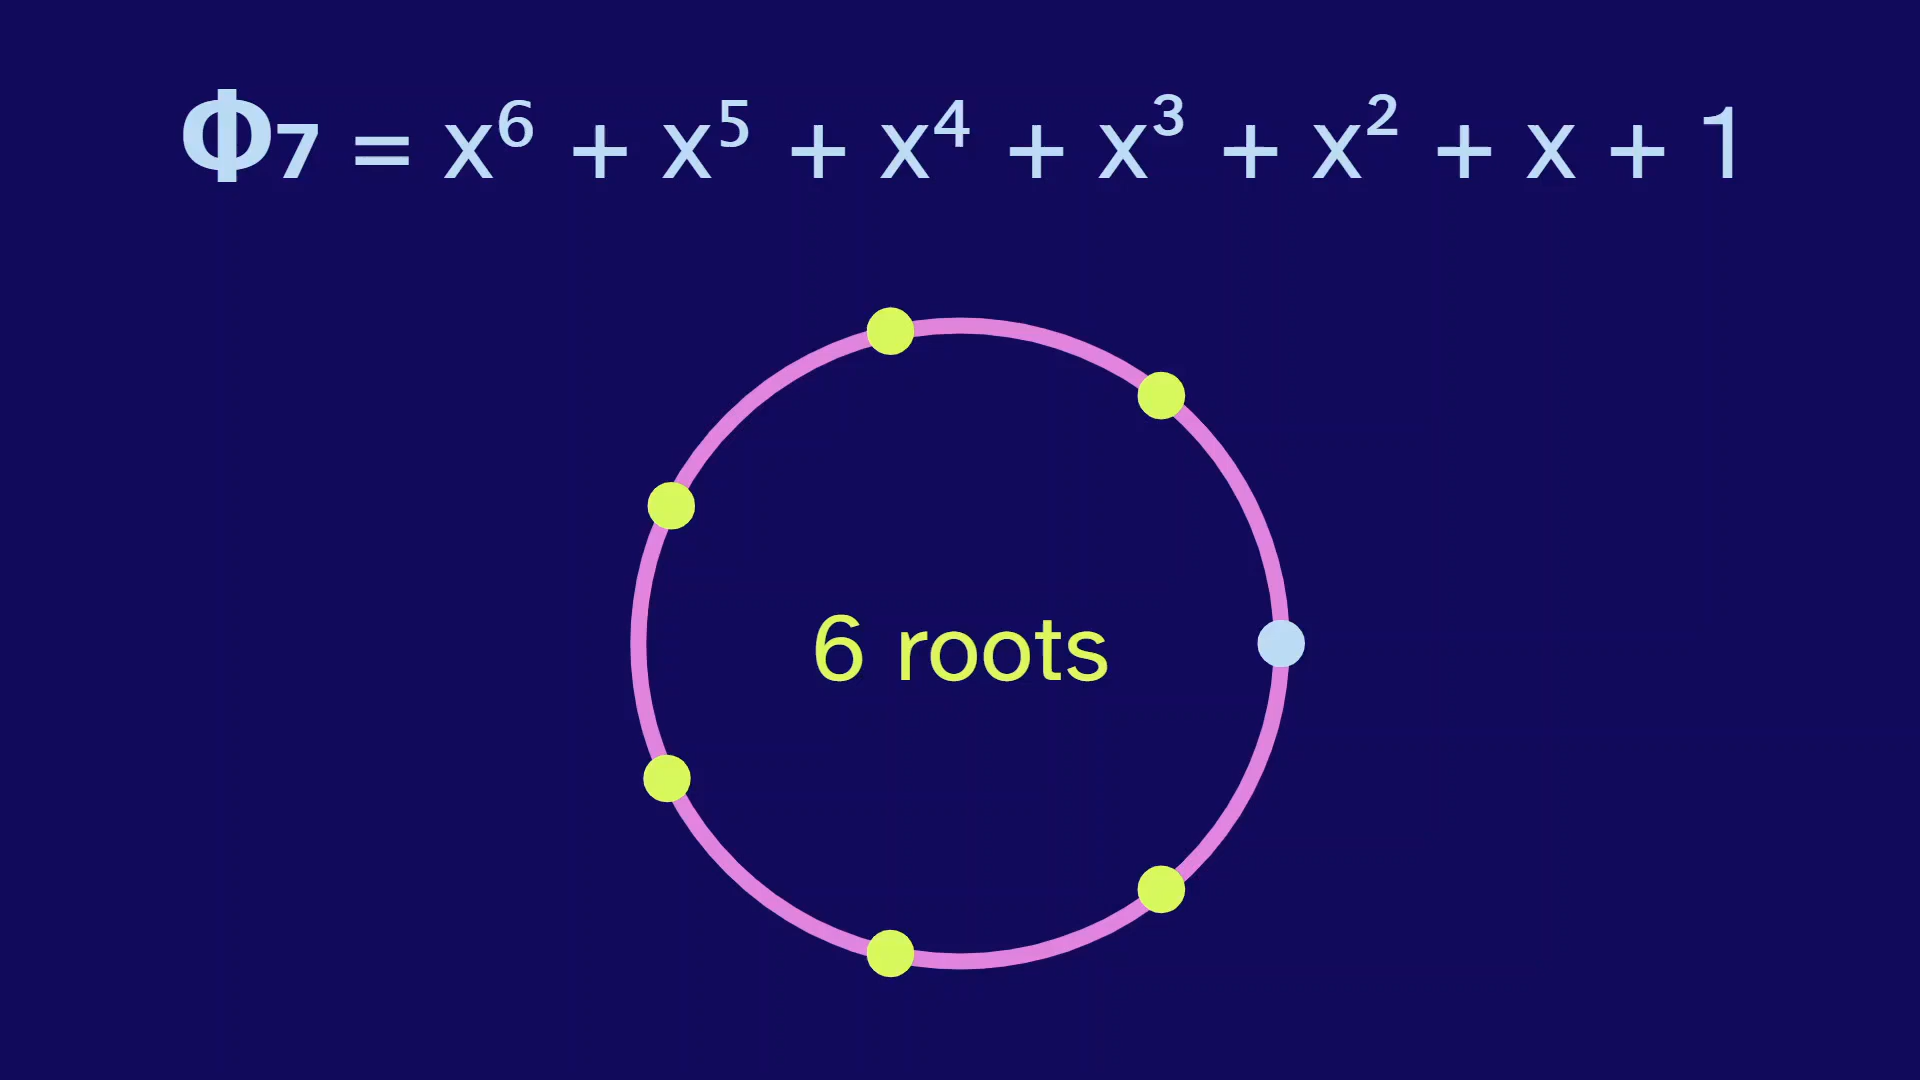 Φ₇ = x⁶ + x⁵ + x⁴ + x³ + x² + x + 1
6 roots